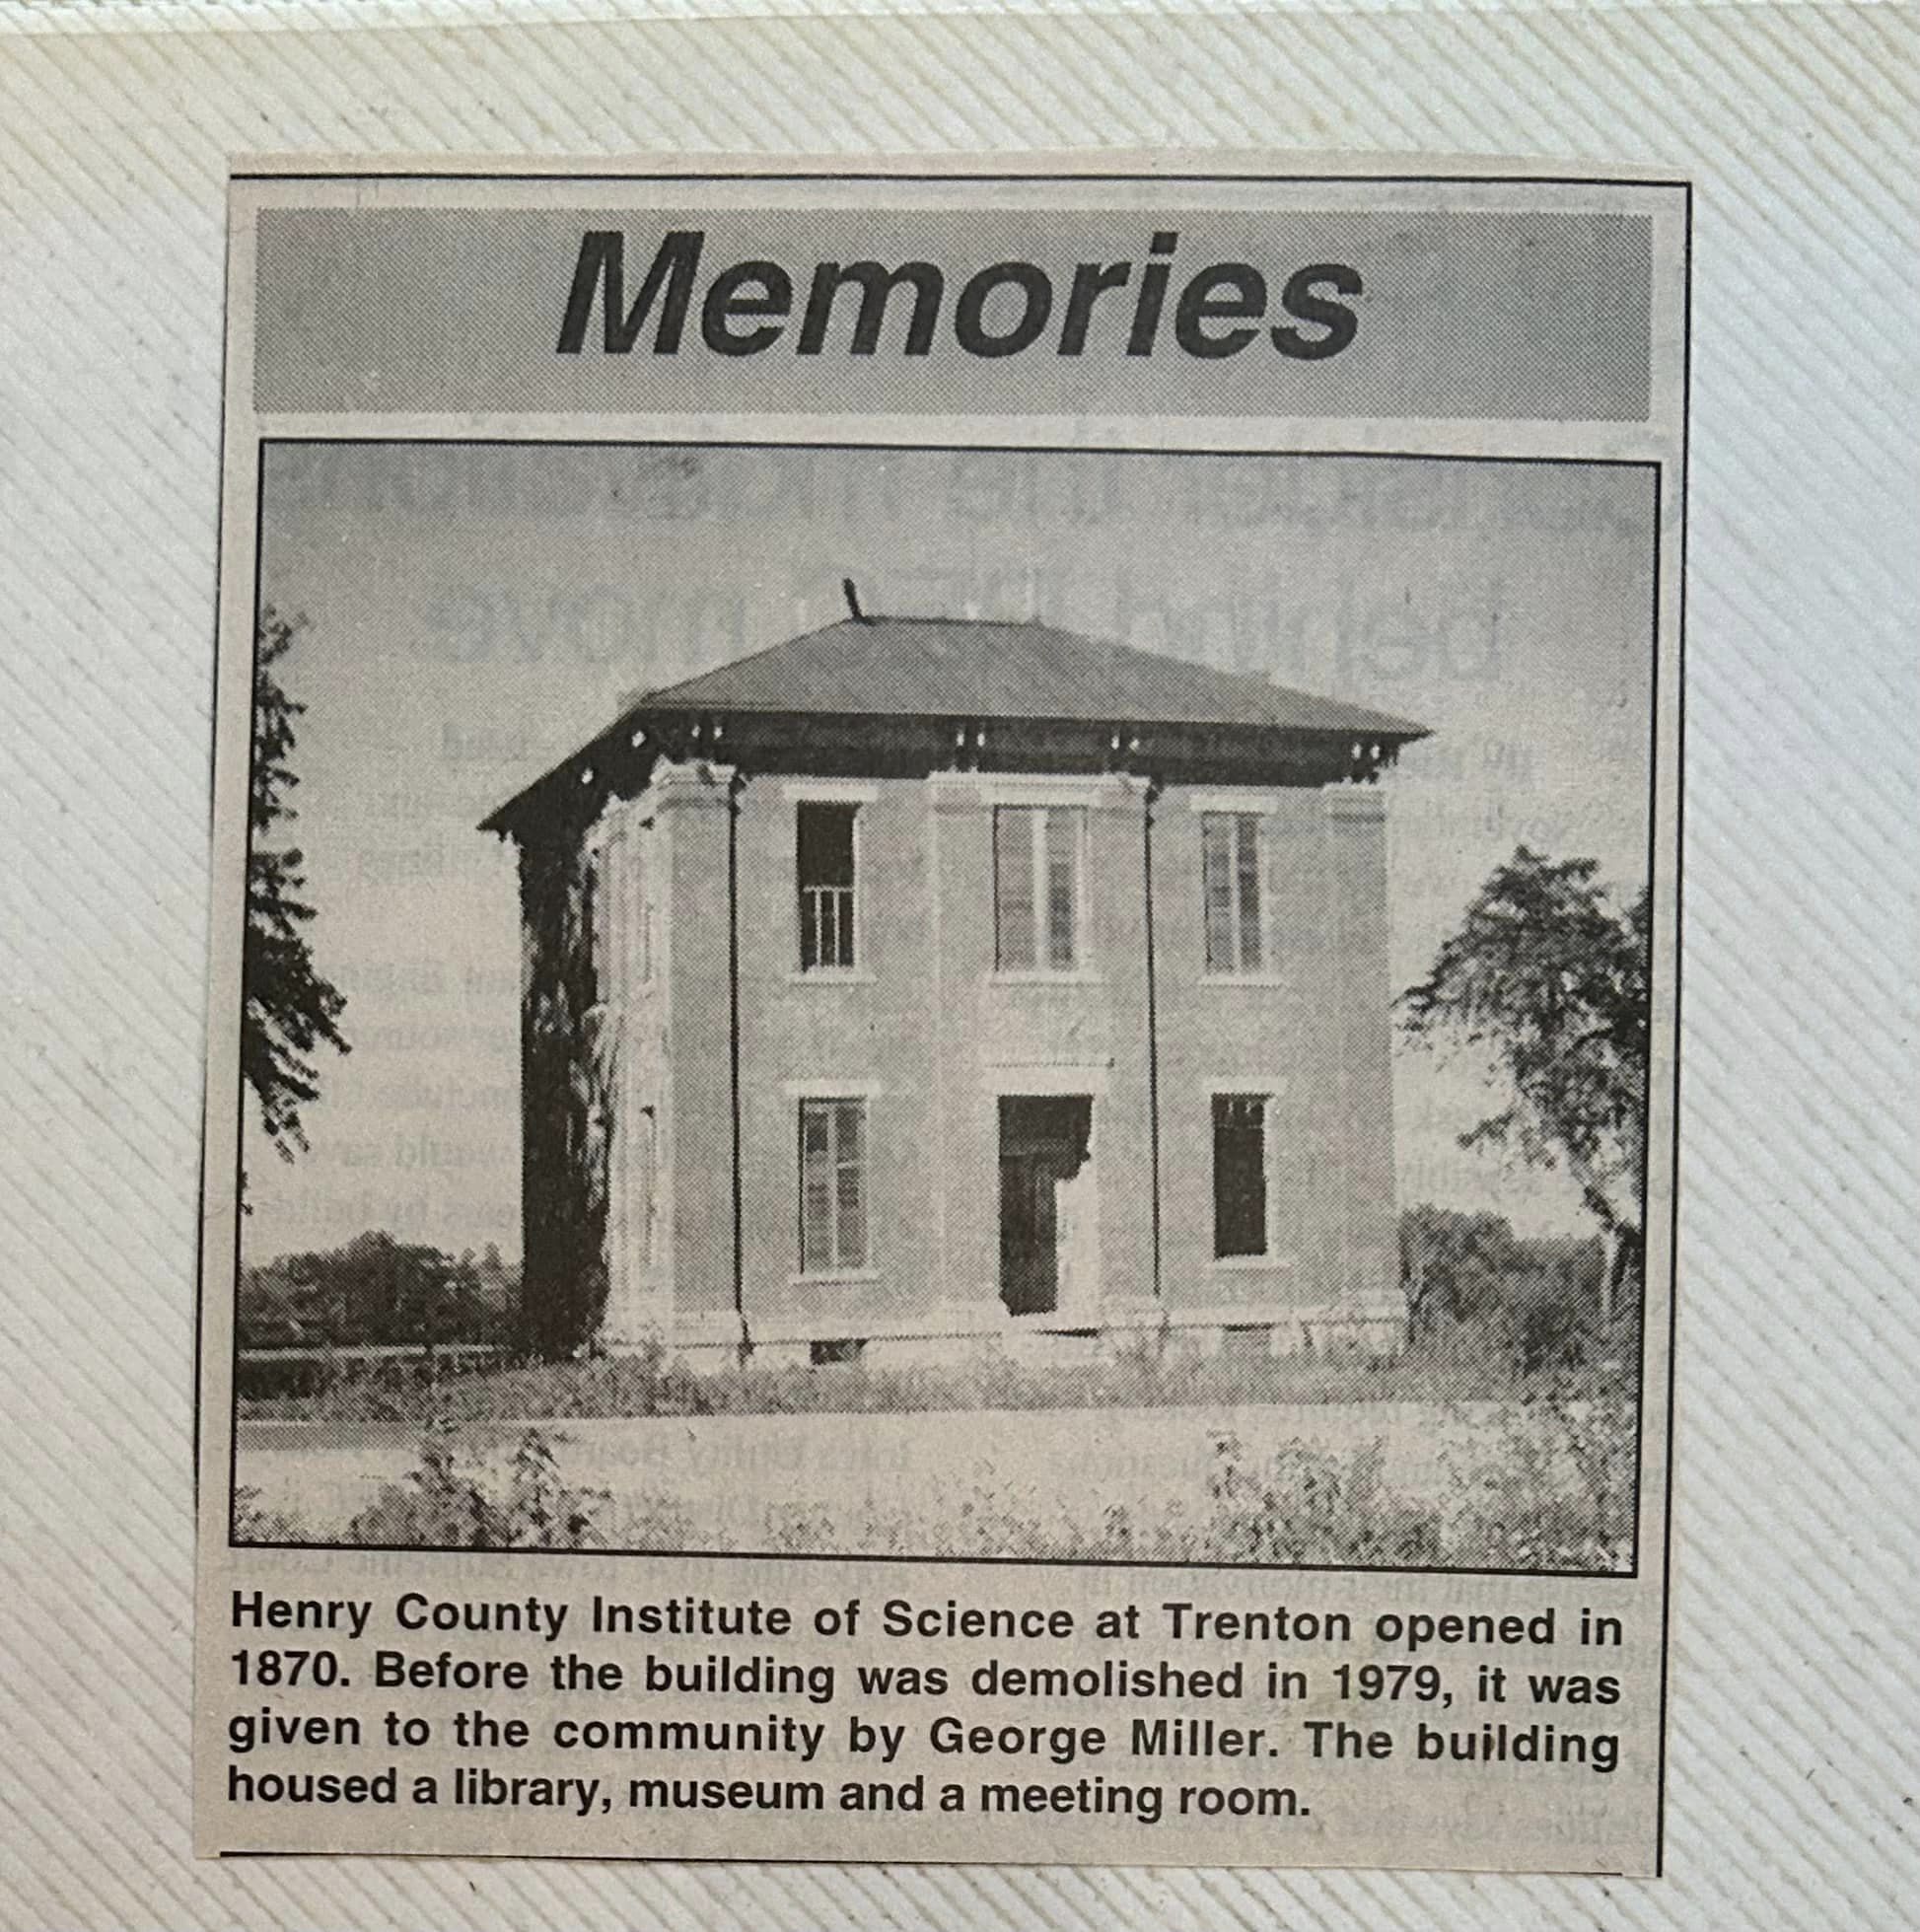 Memories
Henry County Institute of Science at Trenton opened in
1870. Before the building was demolished in 1979, it was
given to the community by George Miller. The building
housed a library, museum and a meeting room.